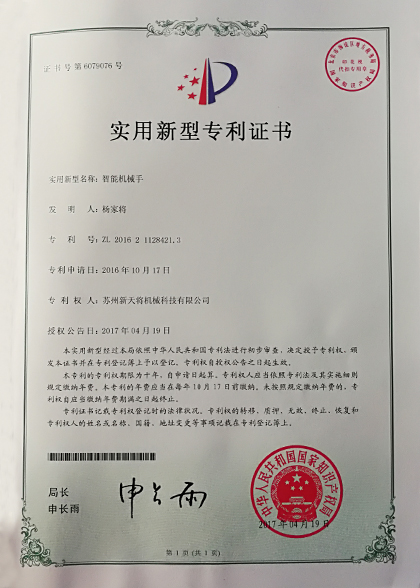 证书号第6079076号
实用新型专利证书
实用新型名称：智能机械手
发 明 人：杨家将
专 利 号：ZL 2016 2 1128421.3
专利申请日：2016年10月17日
专 利 权 人：苏州新天将机械科技有限公司
授权公告日：2017年04月19日
本实用新型经过本局依照中华人民共和国专利法进行初步审查，决定授予专利权，颁
发本证书并在专利登记簿上予以登记。专利权自授权公告之日起生效。
本专利的专利权期限为十年，自申请日起算。专利权人应当依照专利法及其实施细则
规定缴纳年费。本专利的年费应当在每年10月17日前缴纳。未按照规定缴纳年费的，专利
权自应当缴纳年费期满之日起终止。
专利证书记载专利权登记时的法律状况。专利权的转移、质押、无效、终止、恢复和
专利权人的姓名或名称、国籍、地址变更等事项记载在专利登记簿上。
局长
申长雨
申长雨
中华人民共和国国家知识产权局
2017年04月19日
第 1 页（共 1 页）